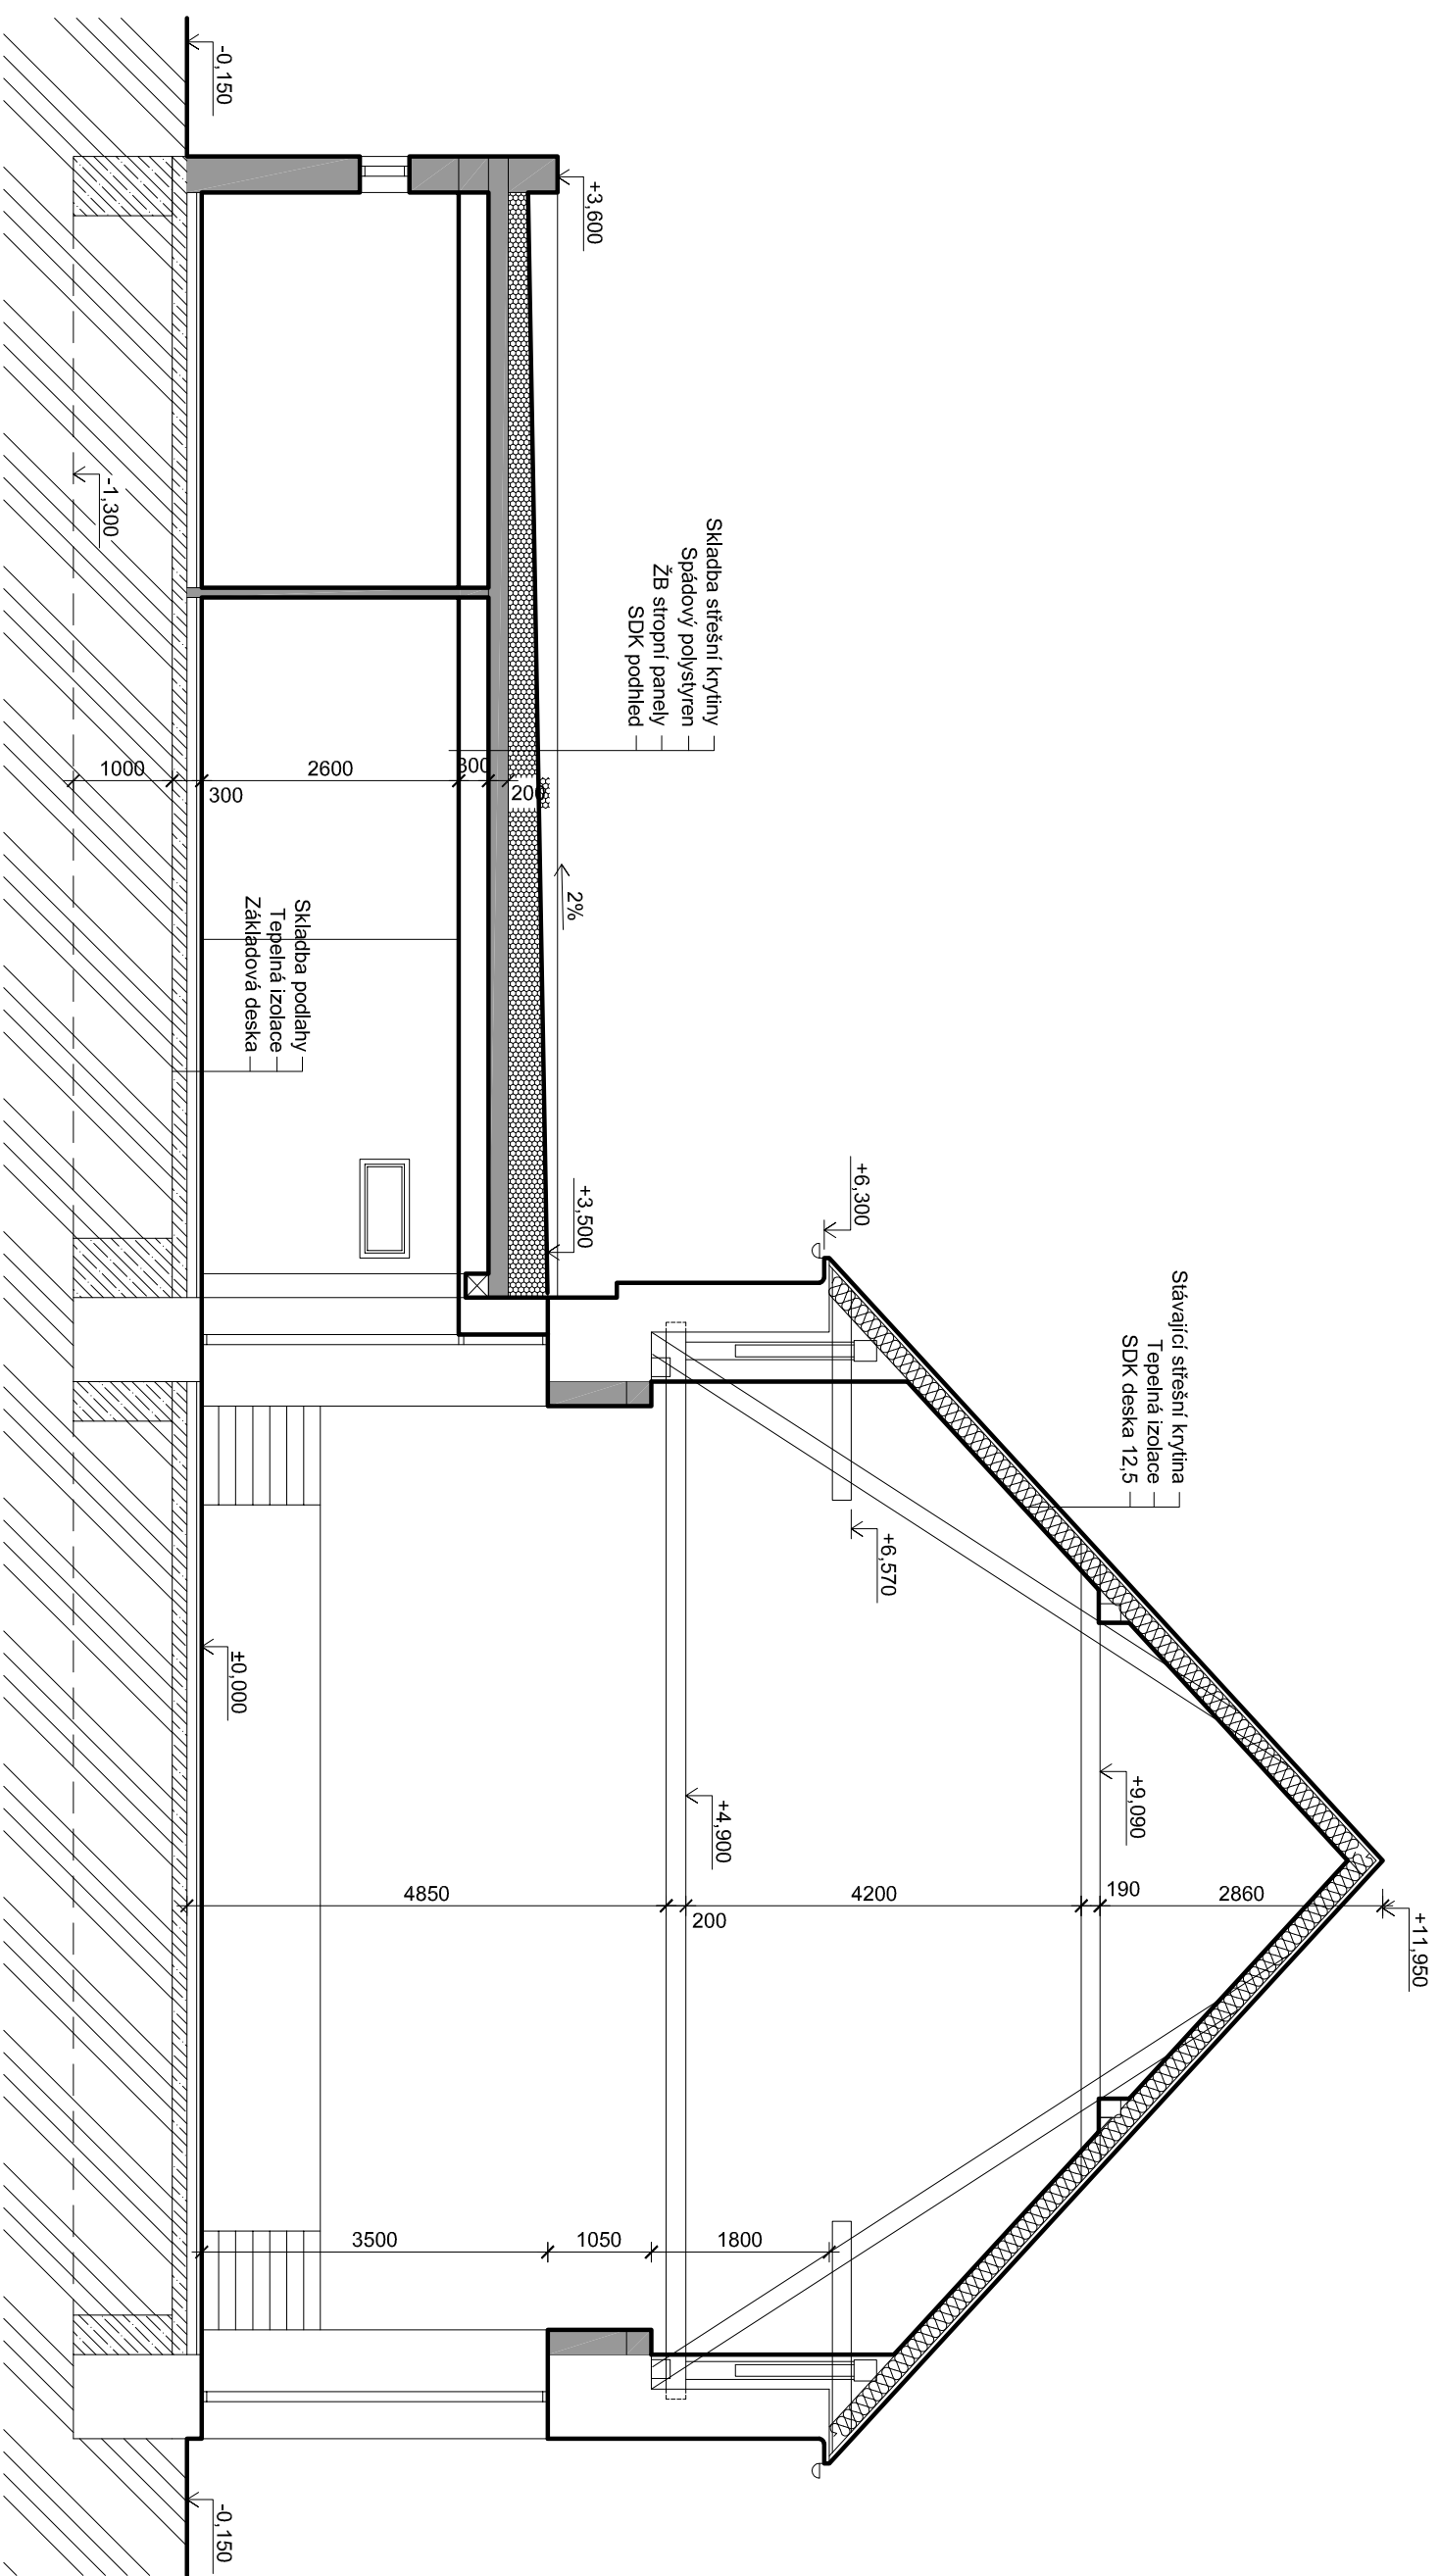 +11,950
Stávající střešní krytina
Tepelná izolace
SDK deska 12,5
+9,090
2860
190
+6,300
+6,570
4200
+4,900
200
1800
Skladba střešní krytiny
Spádový polystyren
ŽB stropní panely
SDK podhled
+3,600
2%
+3,500
1050
200
300
2600
300
1000
4850
3500
Skladba podlahy
Tepelná izolace
Základová deska
-0,150
±0,000
-0,150
-1,300